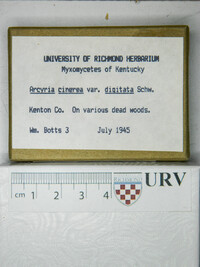 UNIVERSITY OF RICHMOND HERBARIUM
Myxomycetes of Kentucky
Arcyria cinerea var. digitata Schw.
Kenton Co. On various dead woods.
Wm. Botts 3 July 1945
cm 1 2 3 4
URV